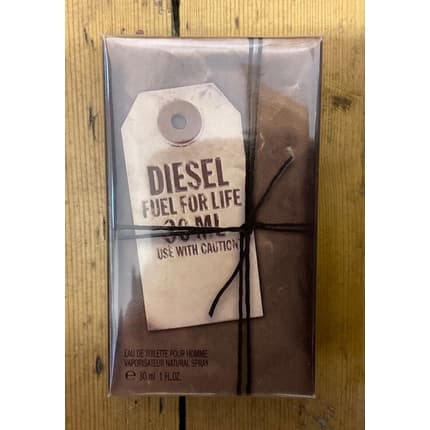 DIESEL
FUEL FOR LIFE
30 ML
USE WITH CAUTION
EAU DE TOILETTE POUR HOMME
VAPORISATEUR NATURAL SPRAY
℮ 30 ml 1 FL.OZ.